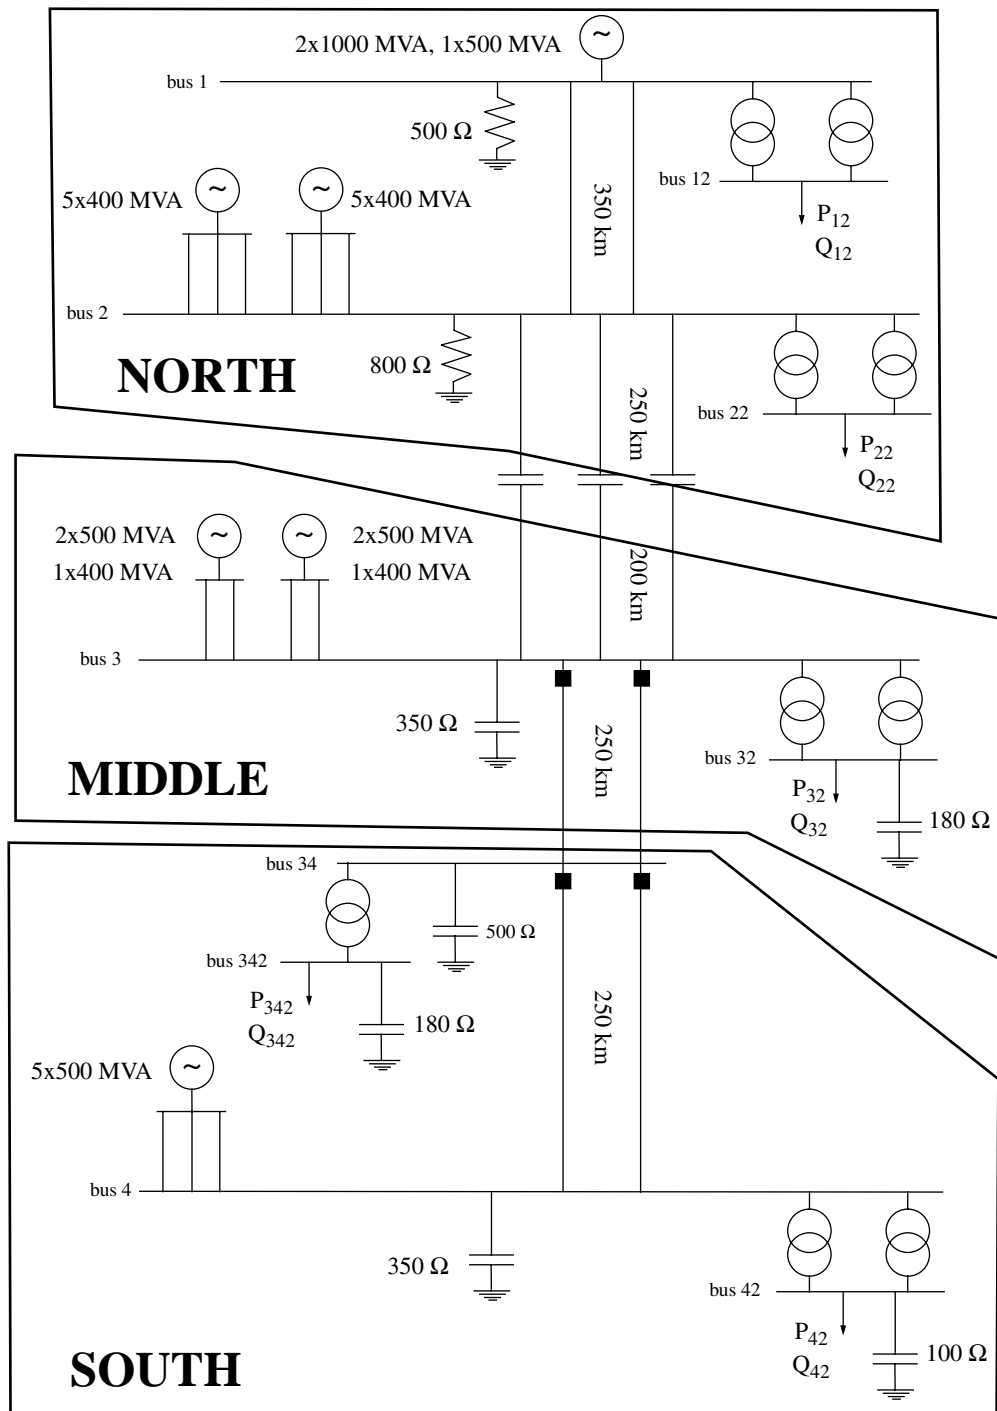 2x1000 MVA, 1x500 MVA
~
bus 1
500 Ω
bus 12
P12
Q12
350 km
5x400 MVA
~
~
5x400 MVA
bus 2
800 Ω
NORTH
250 km
bus 22
P22
Q22
2x500 MVA
1x400 MVA
~
~
2x500 MVA
1x400 MVA
200 km
bus 3
350 Ω
250 km
MIDDLE
bus 32
P32
Q32
180 Ω
bus 34
500 Ω
bus 342
P342
Q342
180 Ω
250 km
5x500 MVA
~
bus 4
350 Ω
bus 42
P42
Q42
100 Ω
SOUTH